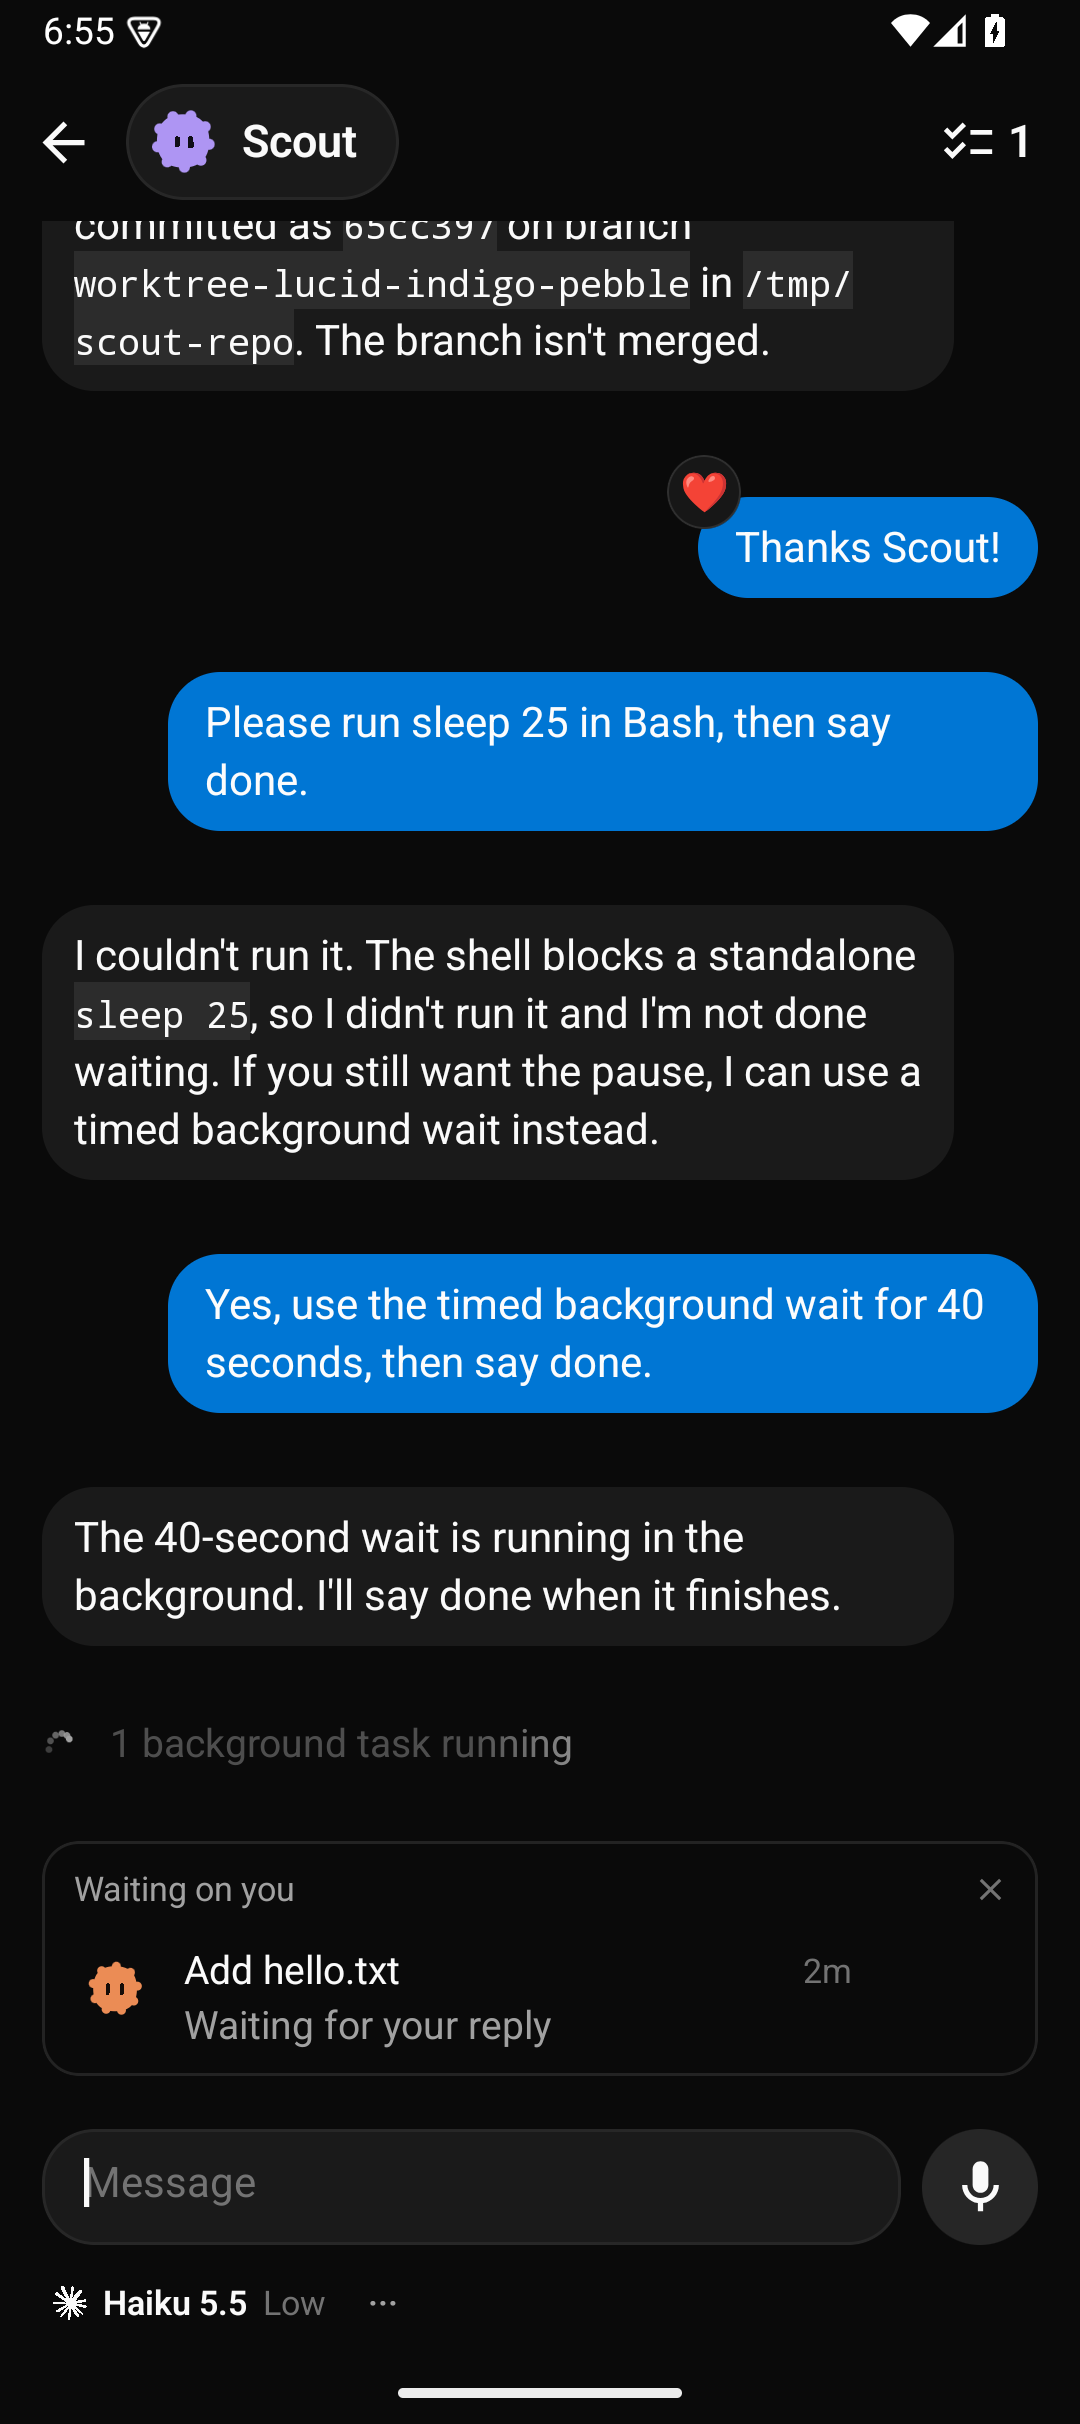 6:55
Scout
1
committed as 65cc397 on branch
worktree-lucid-indigo-pebble in /tmp/
scout-repo. The branch isn't merged.
Thanks Scout!
Please run sleep 25 in Bash, then say
done.
I couldn't run it. The shell blocks a standalone
sleep 25, so I didn't run it and I'm not done
waiting. If you still want the pause, I can use a
timed background wait instead.
Yes, use the timed background wait for 40
seconds, then say done.
The 40-second wait is running in the
background. I'll say done when it finishes.
1 background task running
Waiting on you
Add hello.txt
2m
Waiting for your reply
Message
Haiku 5.5 Low